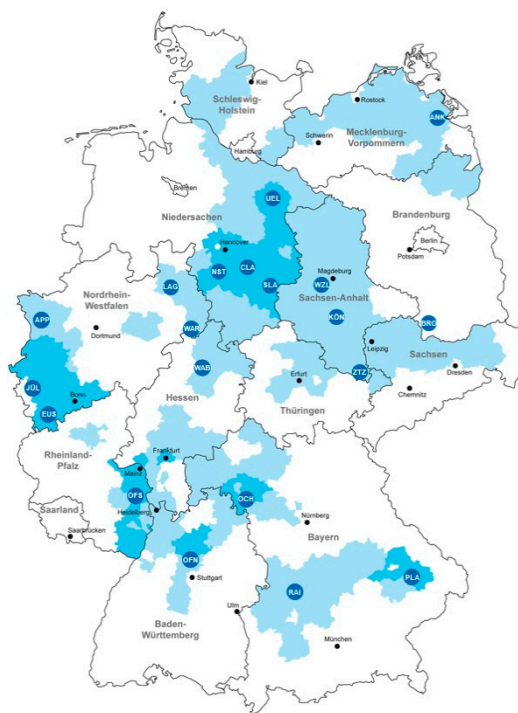 Kiel
Schleswig-
Holstein
Rostock
ANK
Schwerin
Mecklenburg-
Vorpommern
Hamburg
Bremen
UEL
Niedersachen
Brandenburg
Hannover
Berlin
Potsdam
NST
CLA
SLA
Magdeburg
WZL
Sachsen-Anhalt
LAG
Nordrhein-
Westfalen
APP
Dortmund
WAR
KÖN
BRO
Leipzig
Sachsen
Dresden
WAB
Erfurt
ZTZ
Chemnitz
JÜL
Bonn
EUS
Hessen
Thüringen
Rheinland-
Pfalz
Frankfurt
Mainz
OFS
OCH
Saarland
Heidelberg
Nürnberg
Saarbrücken
Bayern
OFN
Stuttgart
PLA
RAI
Ulm
Baden-
Württemberg
München